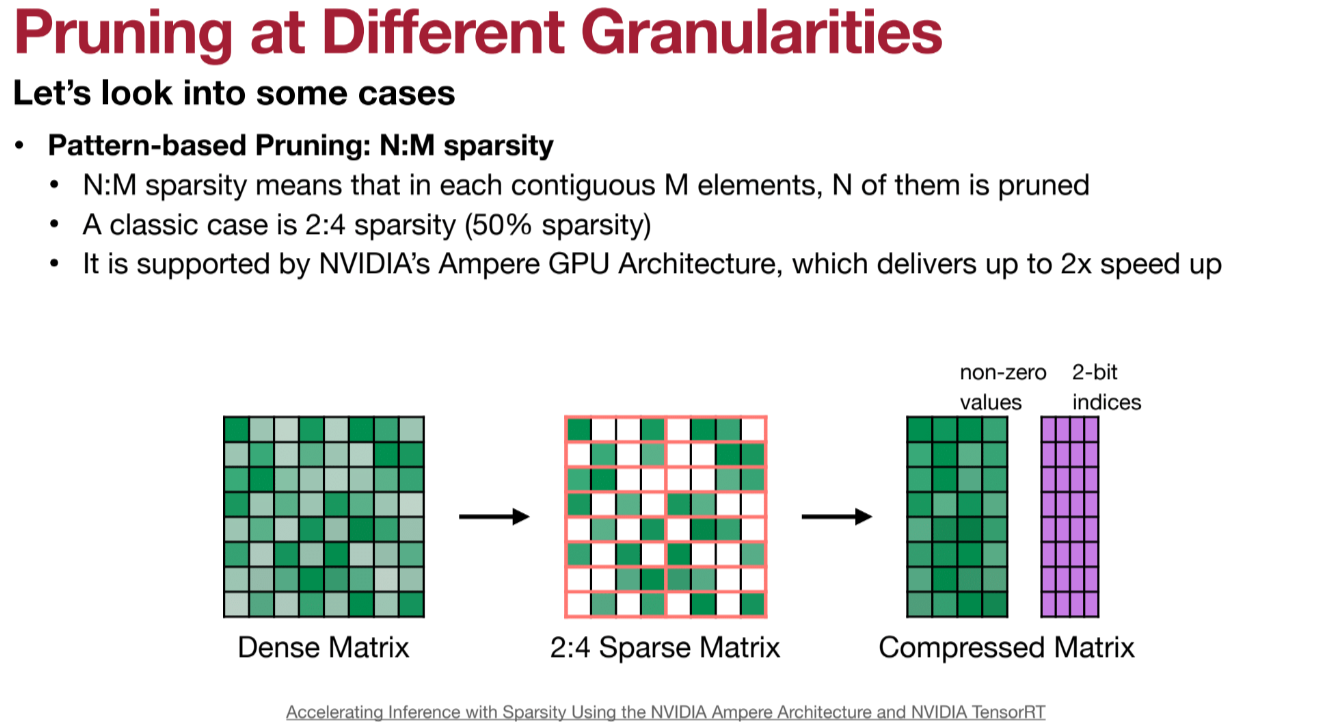 Pruning at Different Granularities
Let’s look into some cases
• Pattern-based Pruning: N:M sparsity
• N:M sparsity means that in each contiguous M elements, N of them is pruned
• A classic case is 2:4 sparsity (50% sparsity)
• It is supported by NVIDIA’s Ampere GPU Architecture, which delivers up to 2x speed up
non-zero
values
2-bit
indices
Dense Matrix
2:4 Sparse Matrix
Compressed Matrix
Accelerating Inference with Sparsity Using the NVIDIA Ampere Architecture and NVIDIA TensorRT